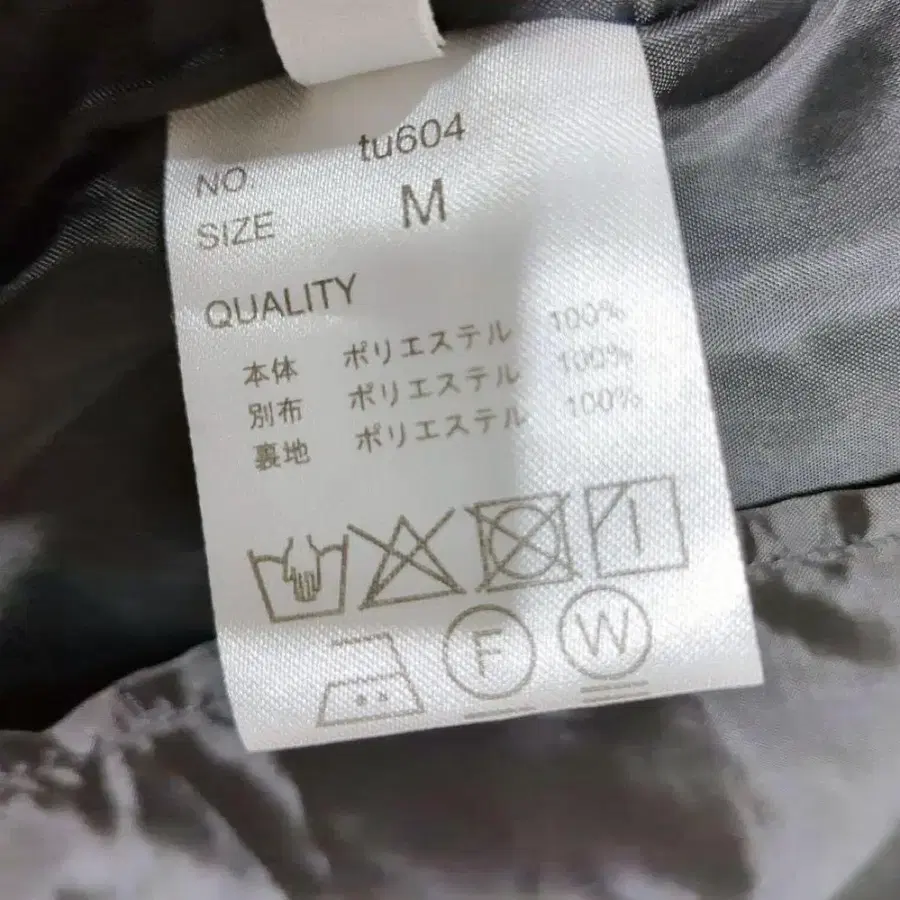 NO. tu604
SIZE M
QUALITY
本体 ポリエステル 100%
別布 ポリエステル 100%
裏地 ポリエステル 100%
F W